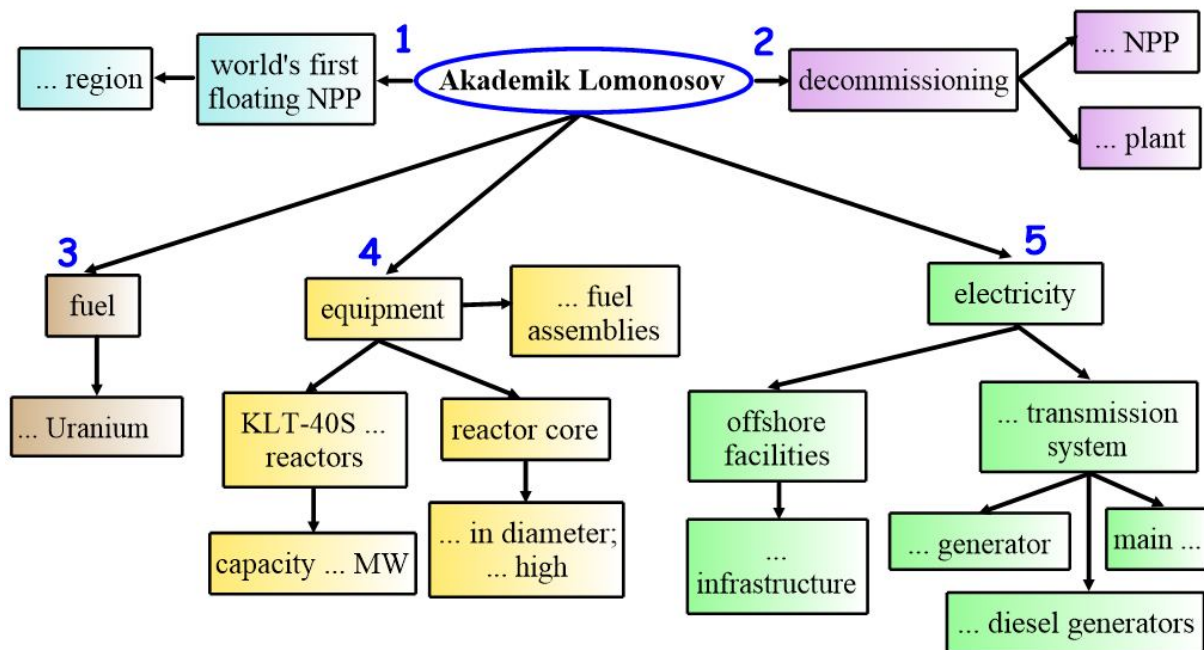 1
2
Akademik Lomonosov
... region
world's first
floating NPP
decommissioning
... NPP
... plant
3
fuel
... Uranium
4
equipment
... fuel
assemblies
KLT-40S ...
reactors
capacity ... MW
reactor core
... in diameter;
... high
5
electricity
offshore
facilities
...
infrastructure
... transmission
system
... generator
main ...
... diesel generators